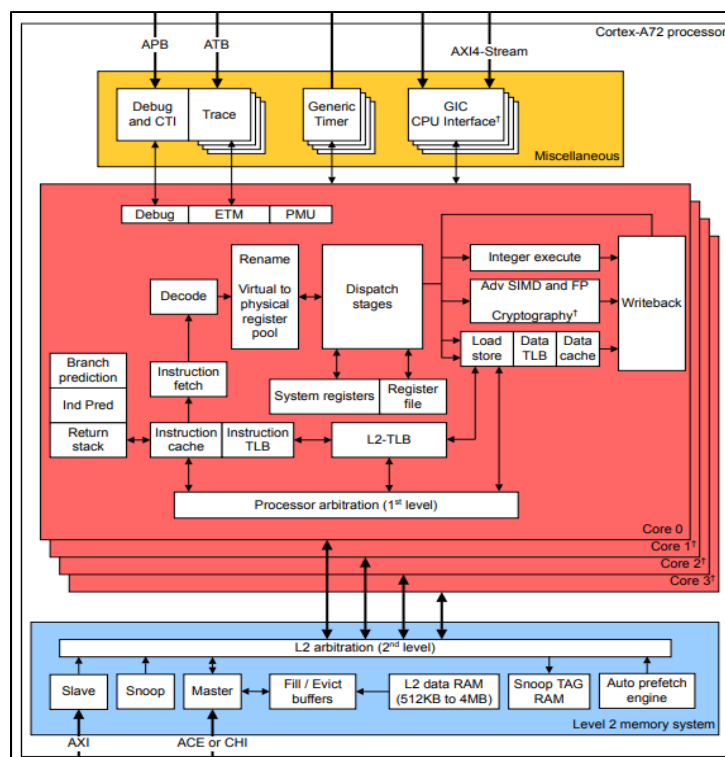 Cortex-A72 processor
APB
ATB
AXI4-Stream
Debug
and CTI
Trace
Generic
Timer
GIC
CPU Interface†
Miscellaneous
Debug
ETM
PMU
Rename
Virtual to
physical
register
pool
Decode
Dispatch
stages
Integer execute
Adv SIMD and FP
Cryptography†
Writeback
Load
store
Data
TLB
Data
cache
Branch
prediction
Ind Pred
Return
stack
Instruction
fetch
System registers
Register
file
Instruction
cache
Instruction
TLB
L2-TLB
Processor arbitration (1st level)
Core 0
Core 1†
Core 2†
Core 3†
L2 arbitration (2nd level)
Slave
Snoop
Master
Fill / Evict
buffers
L2 data RAM
(512KB to 4MB)
Snoop TAG
RAM
Auto prefetch
engine
Level 2 memory system
AXI
ACE or CHI